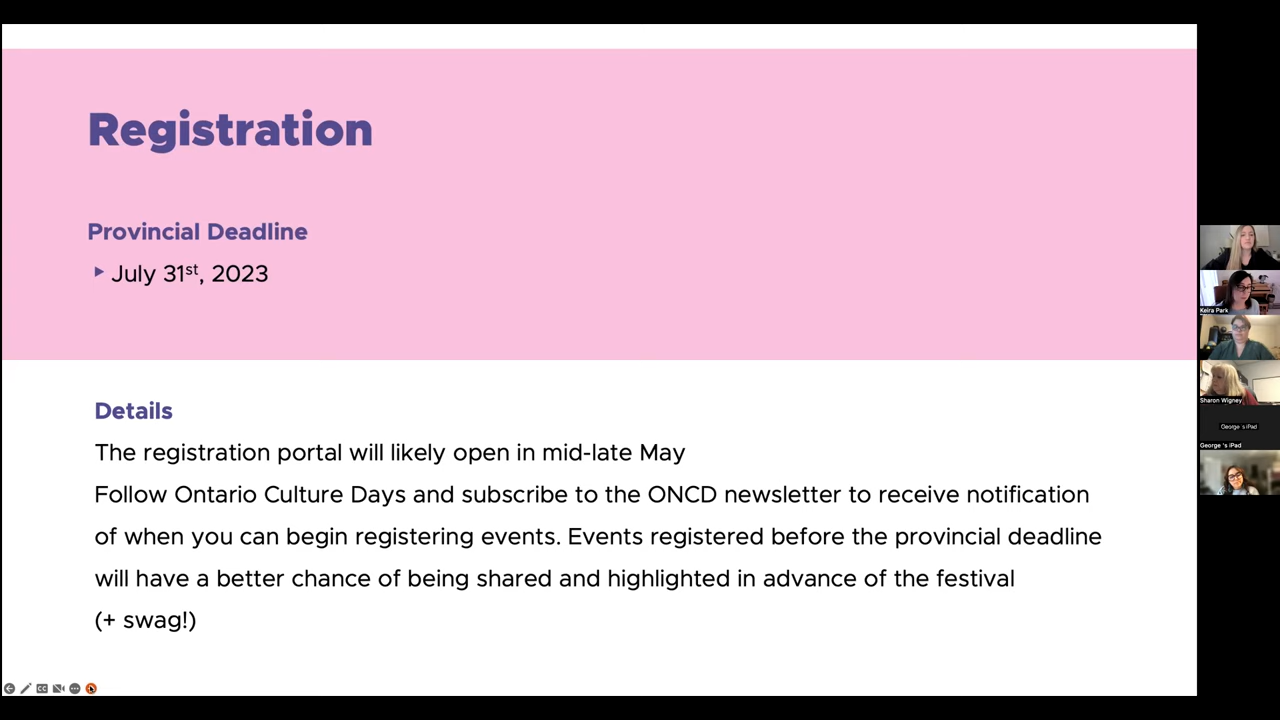 Registration
Provincial Deadline
July 31st, 2023
Details
The registration portal will likely open in mid-late May
Follow Ontario Culture Days and subscribe to the ONCD newsletter to receive notification
of when you can begin registering events. Events registered before the provincial deadline
will have a better chance of being shared and highlighted in advance of the festival
(+ swag!)
Keira Park
Sharon Wigney
George 's iPad
George 's iPad
CC